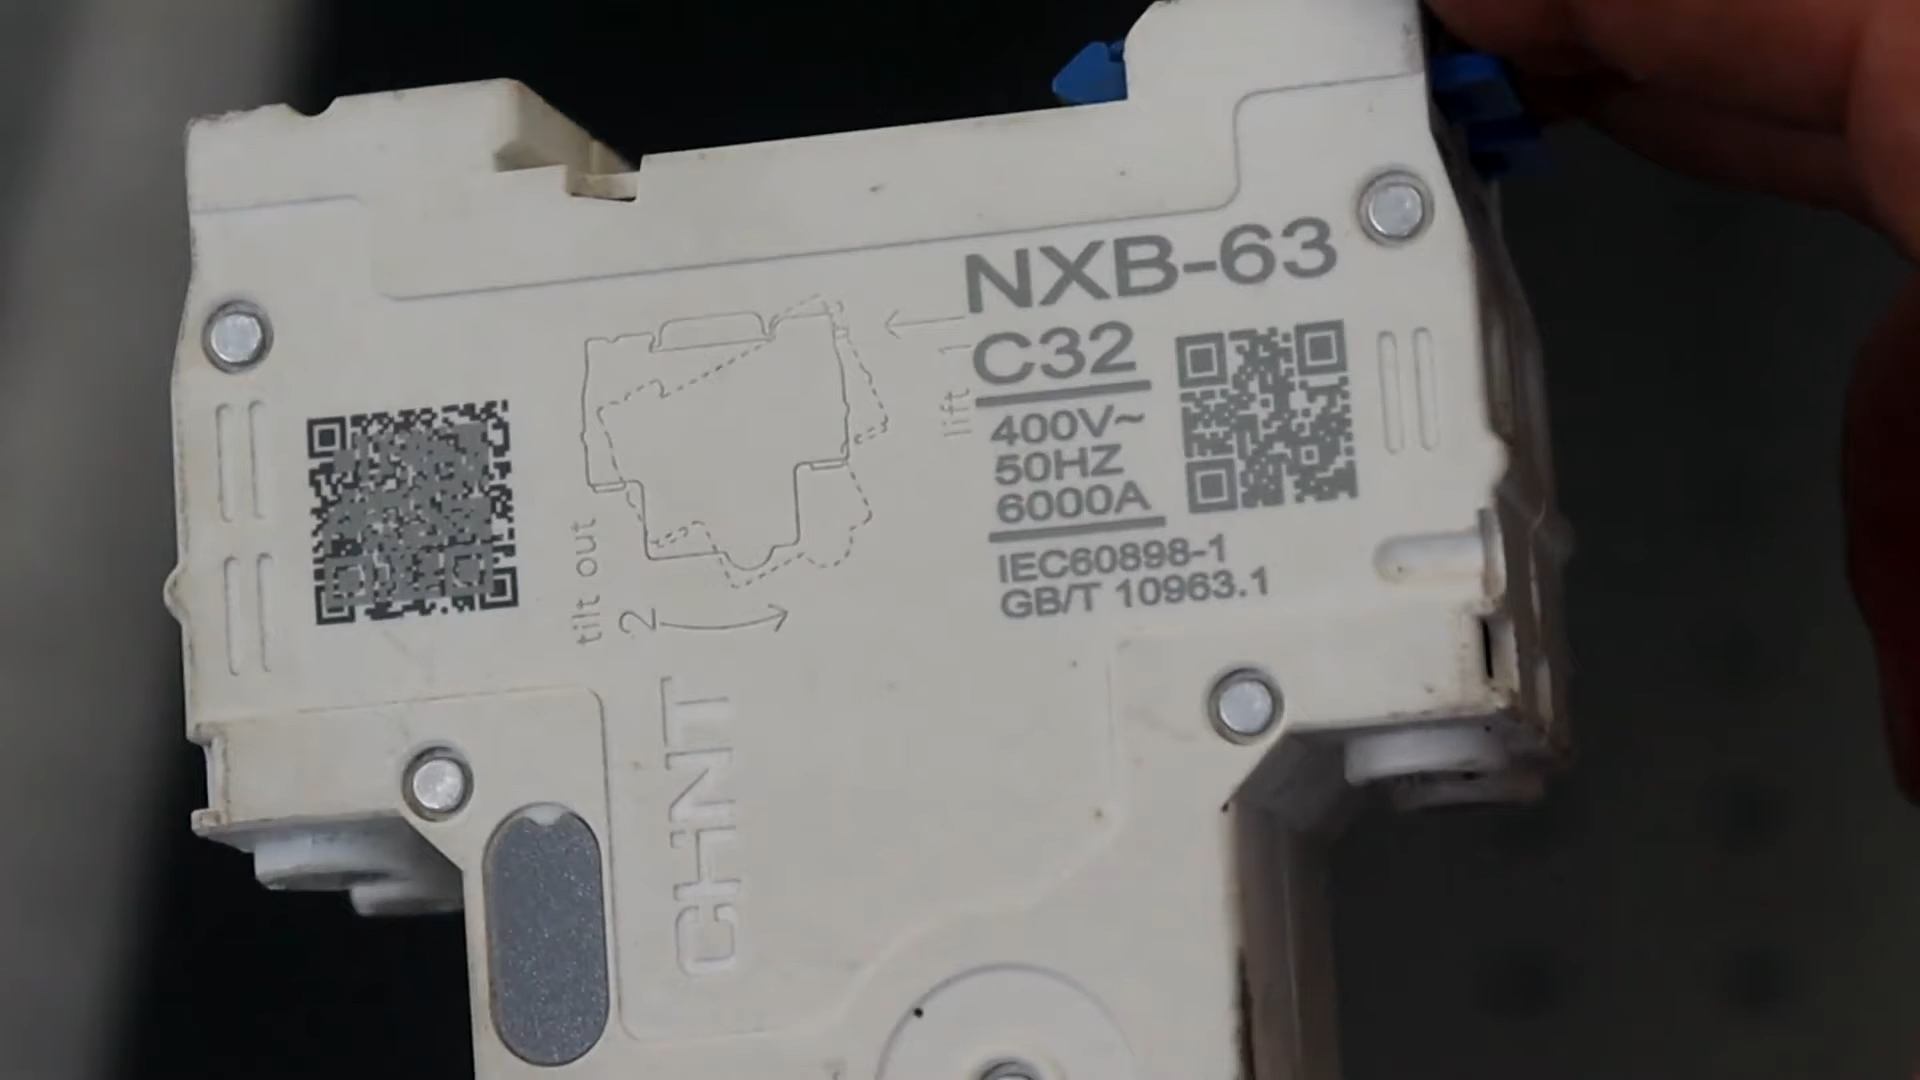 NXB-63
C32
400V~
50HZ
6000A
IEC60898-1
GB/T 10963.1
lift 1
tilt out
2
CHNT